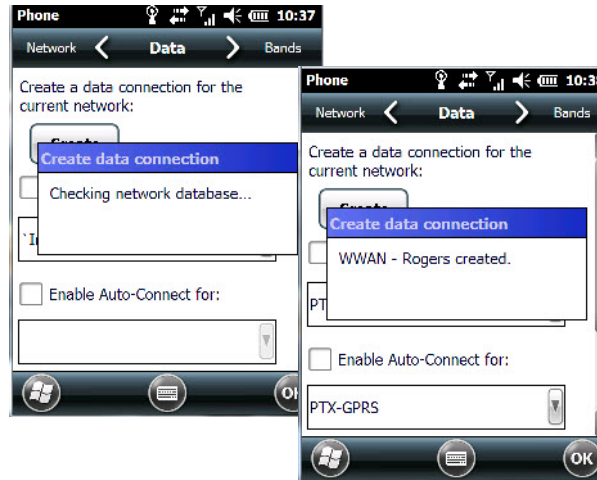 Phone 10:37
Network Data Bands
Create a data connection for the
current network:
Create data connection
Checking network database...
Enable Auto-Connect for:
Phone
Network Data Bands
Create a data connection for the
current network:
Create data connection
WWAN - Rogers created.
Enable Auto-Connect for:
PTX-GPRS
OK